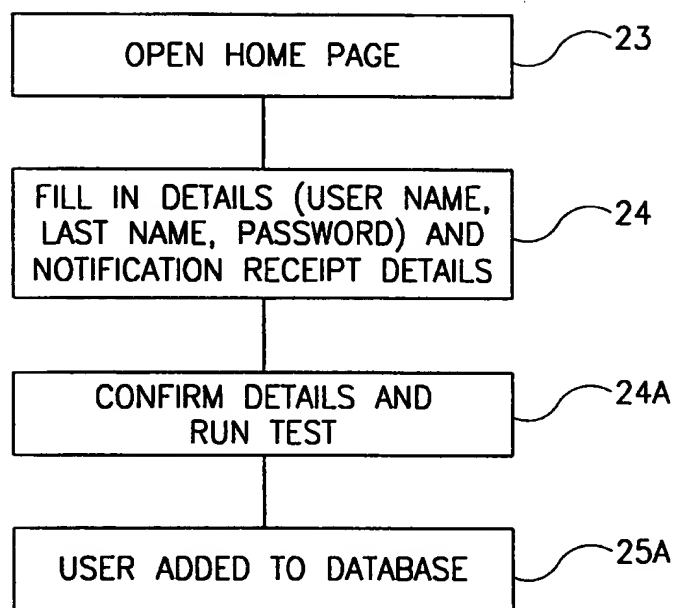 OPEN HOME PAGE
23
FILL IN DETAILS (USER NAME,
LAST NAME, PASSWORD) AND
NOTIFICATION RECEIPT DETAILS
24
CONFIRM DETAILS AND
RUN TEST
24A
USER ADDED TO DATABASE
25A